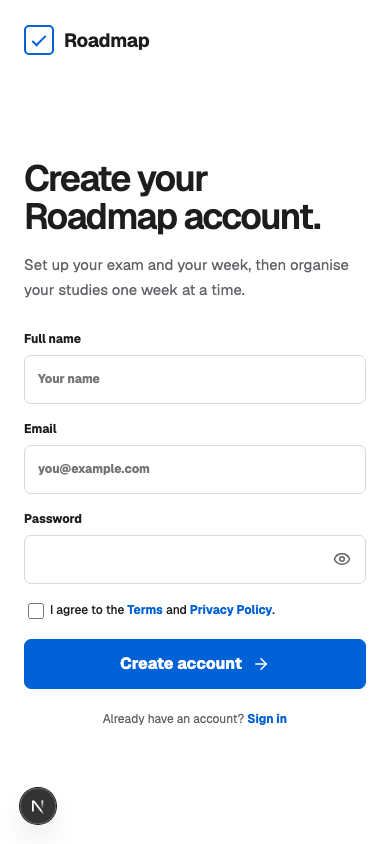 Roadmap
Create your
Roadmap account.
Set up your exam and your week, then organise
your studies one week at a time.
Full name
Your name
Email
you@example.com
Password
I agree to the Terms and Privacy Policy.
Create account →
Already have an account? Sign in
N